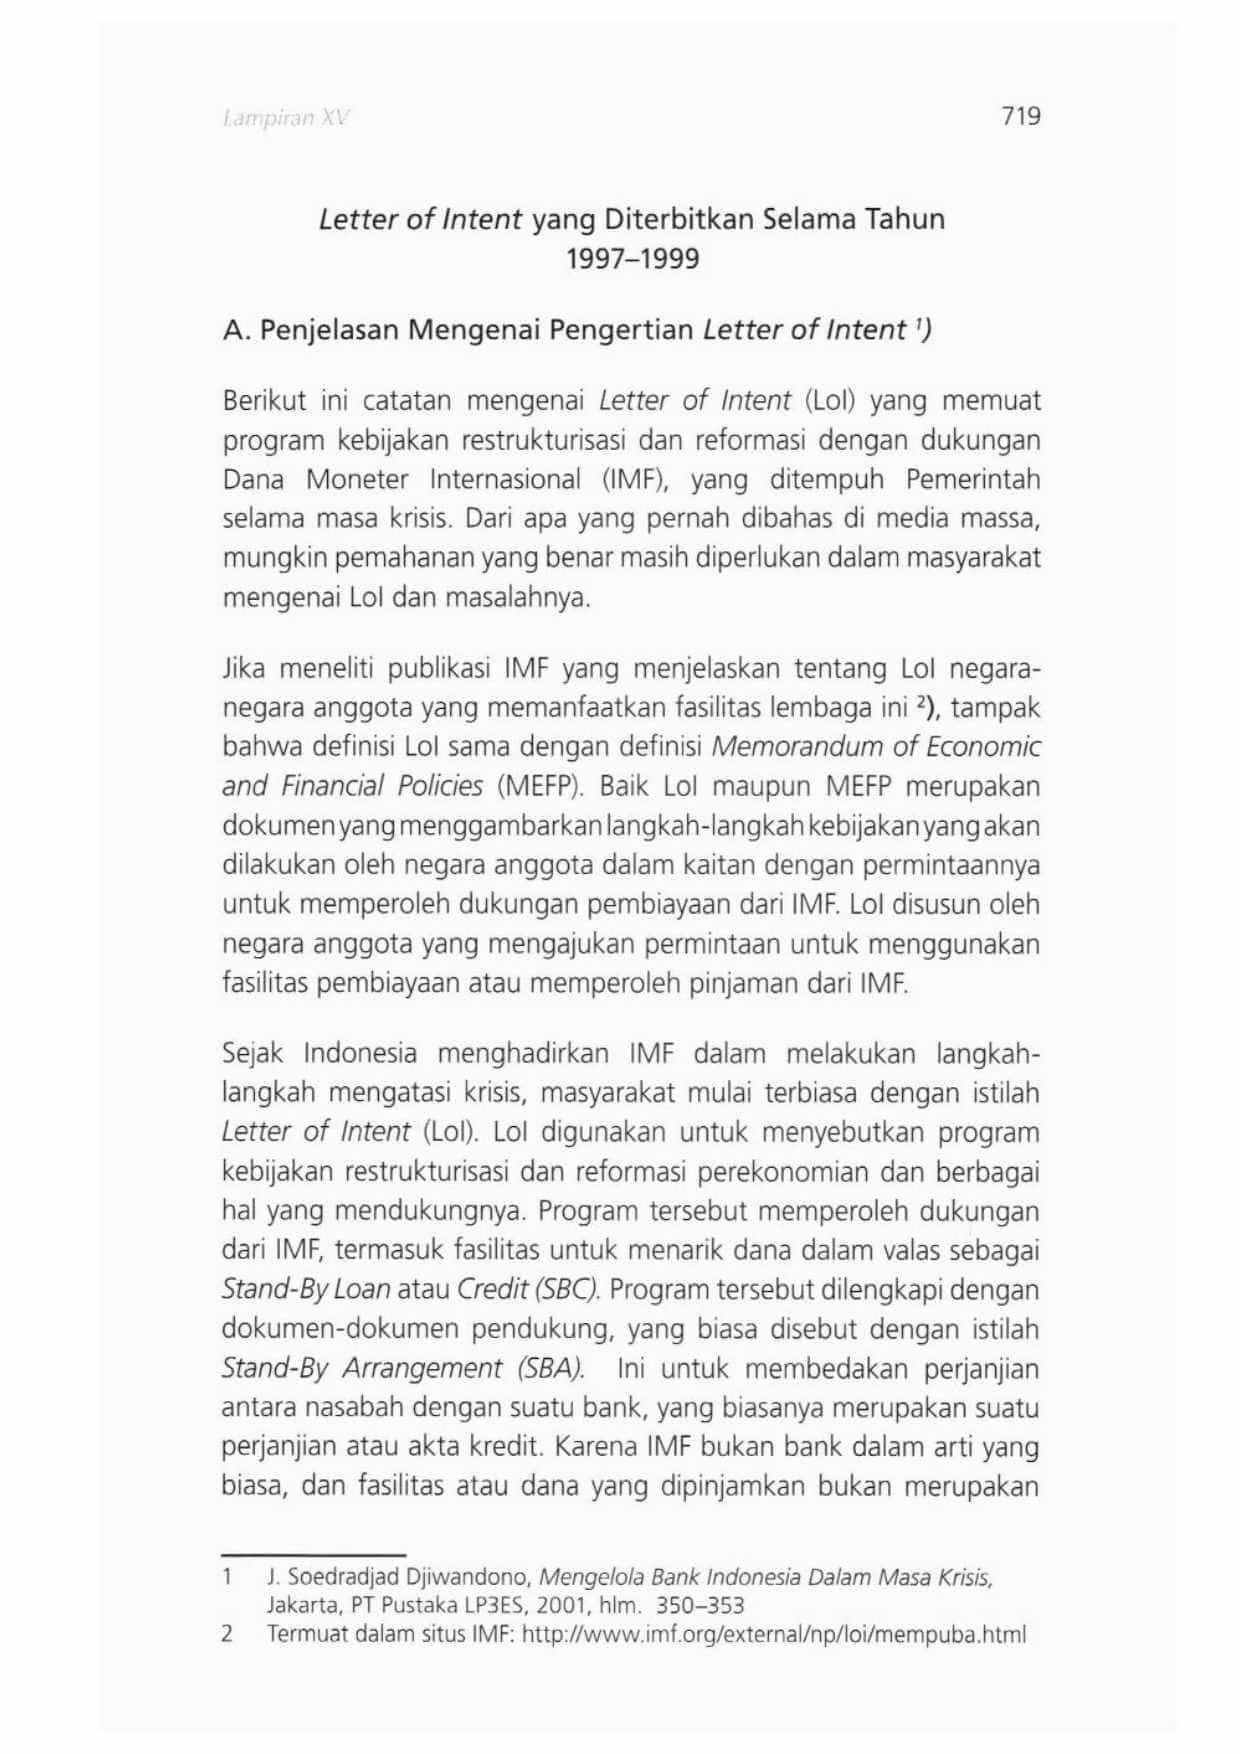 Lampiran XV 719
Letter of Intent yang Diterbitkan Selama Tahun
1997–1999
A. Penjelasan Mengenai Pengertian Letter of Intent ¹)
Berikut ini catatan mengenai Letter of Intent (LoI) yang memuat
program kebijakan restrukturisasi dan reformasi dengan dukungan
Dana Moneter Internasional (IMF), yang ditempuh Pemerintah
selama masa krisis. Dari apa yang pernah dibahas di media massa,
mungkin pemahanan yang benar masih diperlukan dalam masyarakat
mengenai LoI dan masalahnya.
Jika meneliti publikasi IMF yang menjelaskan tentang LoI negara-
negara anggota yang memanfaatkan fasilitas lembaga ini ²), tampak
bahwa definisi LoI sama dengan definisi Memorandum of Economic
and Financial Policies (MEFP). Baik LoI maupun MEFP merupakan
dokumen yang menggambarkan langkah-langkah kebijakan yang akan
dilakukan oleh negara anggota dalam kaitan dengan permintaannya
untuk memperoleh dukungan pembiayaan dari IMF. LoI disusun oleh
negara anggota yang mengajukan permintaan untuk menggunakan
fasilitas pembiayaan atau memperoleh pinjaman dari IMF.
Sejak Indonesia menghadirkan IMF dalam melakukan langkah-
langkah mengatasi krisis, masyarakat mulai terbiasa dengan istilah
Letter of Intent (LoI). LoI digunakan untuk menyebutkan program
kebijakan restrukturisasi dan reformasi perekonomian dan berbagai
hal yang mendukungnya. Program tersebut memperoleh dukungan
dari IMF, termasuk fasilitas untuk menarik dana dalam valas sebagai
Stand-By Loan atau Credit (SBC). Program tersebut dilengkapi dengan
dokumen-dokumen pendukung, yang biasa disebut dengan istilah
Stand-By Arrangement (SBA). Ini untuk membedakan perjanjian
antara nasabah dengan suatu bank, yang biasanya merupakan suatu
perjanjian atau akta kredit. Karena IMF bukan bank dalam arti yang
biasa, dan fasilitas atau dana yang dipinjamkan bukan merupakan
1 J. Soedradjad Djiwandono, Mengelola Bank Indonesia Dalam Masa Krisis,
Jakarta, PT Pustaka LP3ES, 2001, hlm. 350–353
2 Termuat dalam situs IMF: http://www.imf.org/external/np/loi/mempuba.html